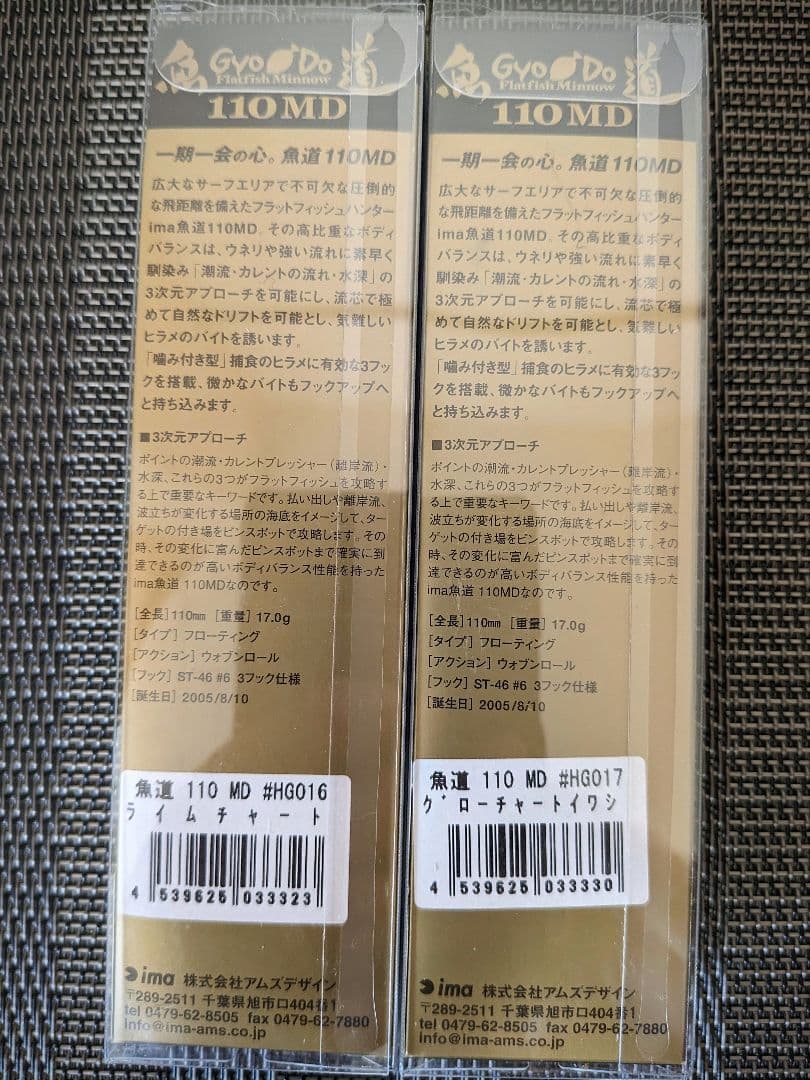 魚 Gyo Do 道
Flatfish Minnow
110MD
一期一会の心。魚道110MD
広大なサーフエリアで不可欠な圧倒的
な飛距離を備えたフラットフィッシュハンター
ima魚道110MD。その高比重なボディ
バランスは、ウネリや強い流れに素早く
馴染み「潮流・カレントの流れ・水深」の
3次元アプローチを可能にし、流芯で極
めて自然なドリフトを可能とし、気難しい
ヒラメのバイトを誘います。
「噛み付き型」捕食のヒラメに有効な3フッ
クを搭載、微かなバイトもフックアップへ
と持ち込みます。
■3次元アプローチ
ポイントの潮流・カレントプレッシャー(離岸流)・
水深、これらの3つがフラットフィッシュを攻略す
る上で重要なキーワードです。払い出しや離岸流、
波立ちが変化する場所の海底をイメージして、ター
ゲットの付き場をピンスポットで攻略します。その
時、その変化に富んだピンスポットまで確実に到
達できるのが高いボディバランス性能を持った
ima魚道 110MDなのです。
[全長]110mm [重量]17.0g
[タイプ]フローティング
[アクション]ウォブンロール
[フック]ST-46 #6 3フック仕様
[誕生日]2005/8/10
魚道 110 MD #HG016
ライムチャート
4 539625 033323
ima 株式会社アムズデザイン
〒289-2511 千葉県旭市ロ404番1
tel 0479-62-8505 fax 0479-62-7880
info@ima-ams.co.jp
魚 Gyo Do 道
Flatfish Minnow
110MD
一期一会の心。魚道110MD
広大なサーフエリアで不可欠な圧倒的
な飛距離を備えたフラットフィッシュハンター
ima魚道110MD。その高比重なボディ
バランスは、ウネリや強い流れに素早く
馴染み「潮流・カレントの流れ・水深」の
3次元アプローチを可能にし、流芯で極
めて自然なドリフトを可能とし、気難しい
ヒラメのバイトを誘います。
「噛み付き型」捕食のヒラメに有効な3フッ
クを搭載、微かなバイトもフックアップへ
と持ち込みます。
■3次元アプローチ
ポイントの潮流・カレントプレッシャー(離岸流)・
水深、これらの3つがフラットフィッシュを攻略す
る上で重要なキーワードです。払い出しや離岸流、
波立ちが変化する場所の海底をイメージして、ター
ゲットの付き場をピンスポットで攻略します。その
時、その変化に富んだピンスポットまで確実に到
達できるのが高いボディバランス性能を持った
ima魚道 110MDなのです。
[全長]110mm [重量]17.0g
[タイプ]フローティング
[アクション]ウォブンロール
[フック]ST-46 #6 3フック仕様
[誕生日]2005/8/10
魚道 110 MD #HG017
グローチャートイワシ
4 539625 033330
ima 株式会社アムズデザイン
〒289-2511 千葉県旭市ロ404番1
tel 0479-62-8505 fax 0479-62-7880
info@ima-ams.co.jp